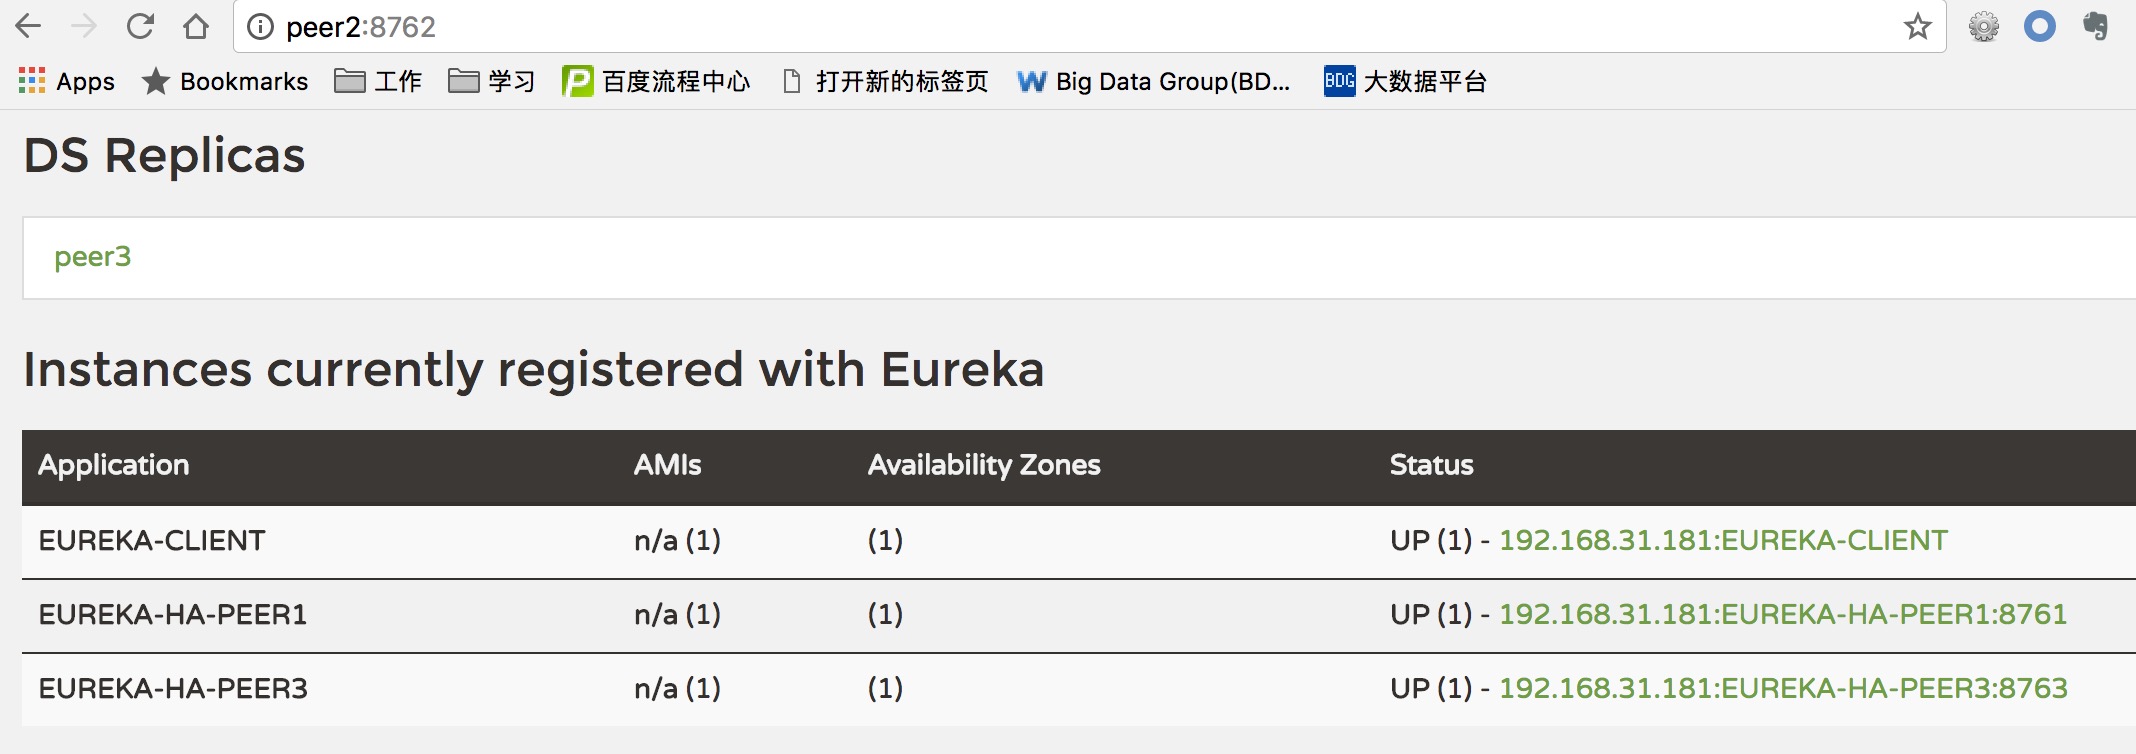 peer2:8762
Apps Bookmarks 工作 学习 百度流程中心 打开新的标签页 Big Data Group(BD... BDG 大数据平台
DS Replicas
peer3
Instances currently registered with Eureka
Application AMIs Availability Zones Status
EUREKA-CLIENT n/a (1) (1) UP (1) - 192.168.31.181:EUREKA-CLIENT
EUREKA-HA-PEER1 n/a (1) (1) UP (1) - 192.168.31.181:EUREKA-HA-PEER1:8761
EUREKA-HA-PEER3 n/a (1) (1) UP (1) - 192.168.31.181:EUREKA-HA-PEER3:8763